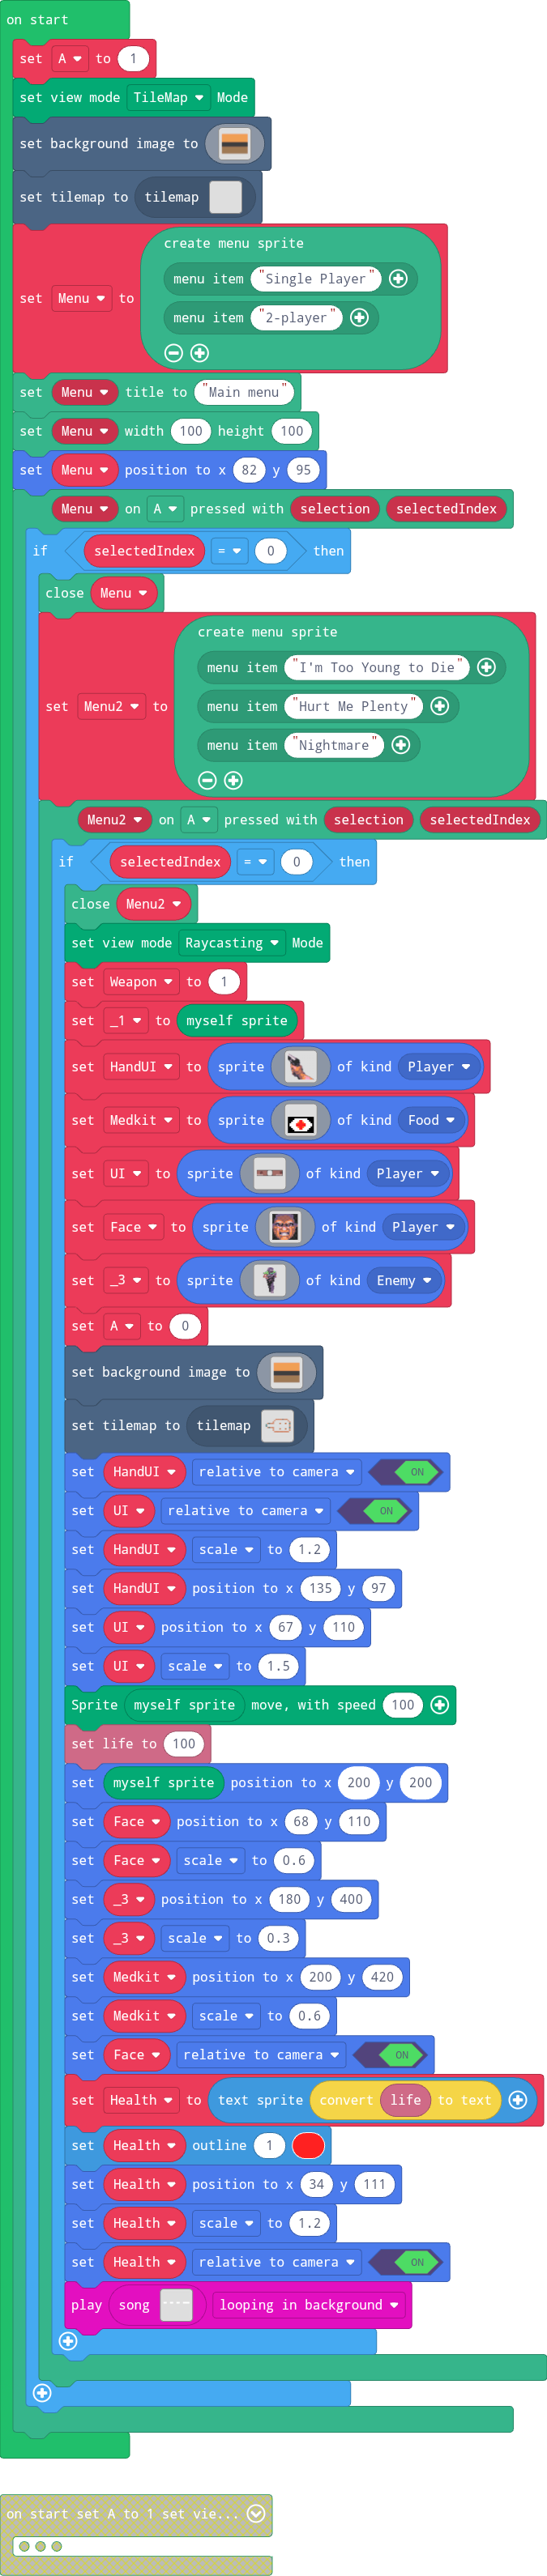 on start
set A to 1
set view mode TileMap Mode
set background image to
set tilemap to tilemap
create menu sprite
menu item "Single Player"
set Menu to
menu item "2-player"
set Menu title to "Main menu"
set Menu width 100 height 100
set Menu position to x 82 y 95
Menu on A pressed with selection selectedIndex
if selectedIndex = 0 then
close Menu
create menu sprite
menu item "I'm Too Young to Die"
set Menu2 to menu item "Hurt Me Plenty"
menu item "Nightmare"
Menu2 on A pressed with selection selectedIndex
if selectedIndex = 0 then
close Menu2
set view mode Raycasting Mode
set Weapon to 1
set _1 to myself sprite
set HandUI to sprite of kind Player
set Medkit to sprite of kind Food
set UI to sprite of kind Player
set Face to sprite of kind Player
set _3 to sprite of kind Enemy
set A to 0
set background image to
set tilemap to tilemap
set HandUI relative to camera ON
set UI relative to camera ON
set HandUI scale to 1.2
set HandUI position to x 135 y 97
set UI position to x 67 y 110
set UI scale to 1.5
Sprite myself sprite move, with speed 100
set life to 100
set myself sprite position to x 200 y 200
set Face position to x 68 y 110
set Face scale to 0.6
set _3 position to x 180 y 400
set _3 scale to 0.3
set Medkit position to x 200 y 420
set Medkit scale to 0.6
set Face relative to camera ON
set Health to text sprite convert life to text
set Health outline 1
set Health position to x 34 y 111
set Health scale to 1.2
set Health relative to camera ON
play song looping in background
on start set A to 1 set vie...